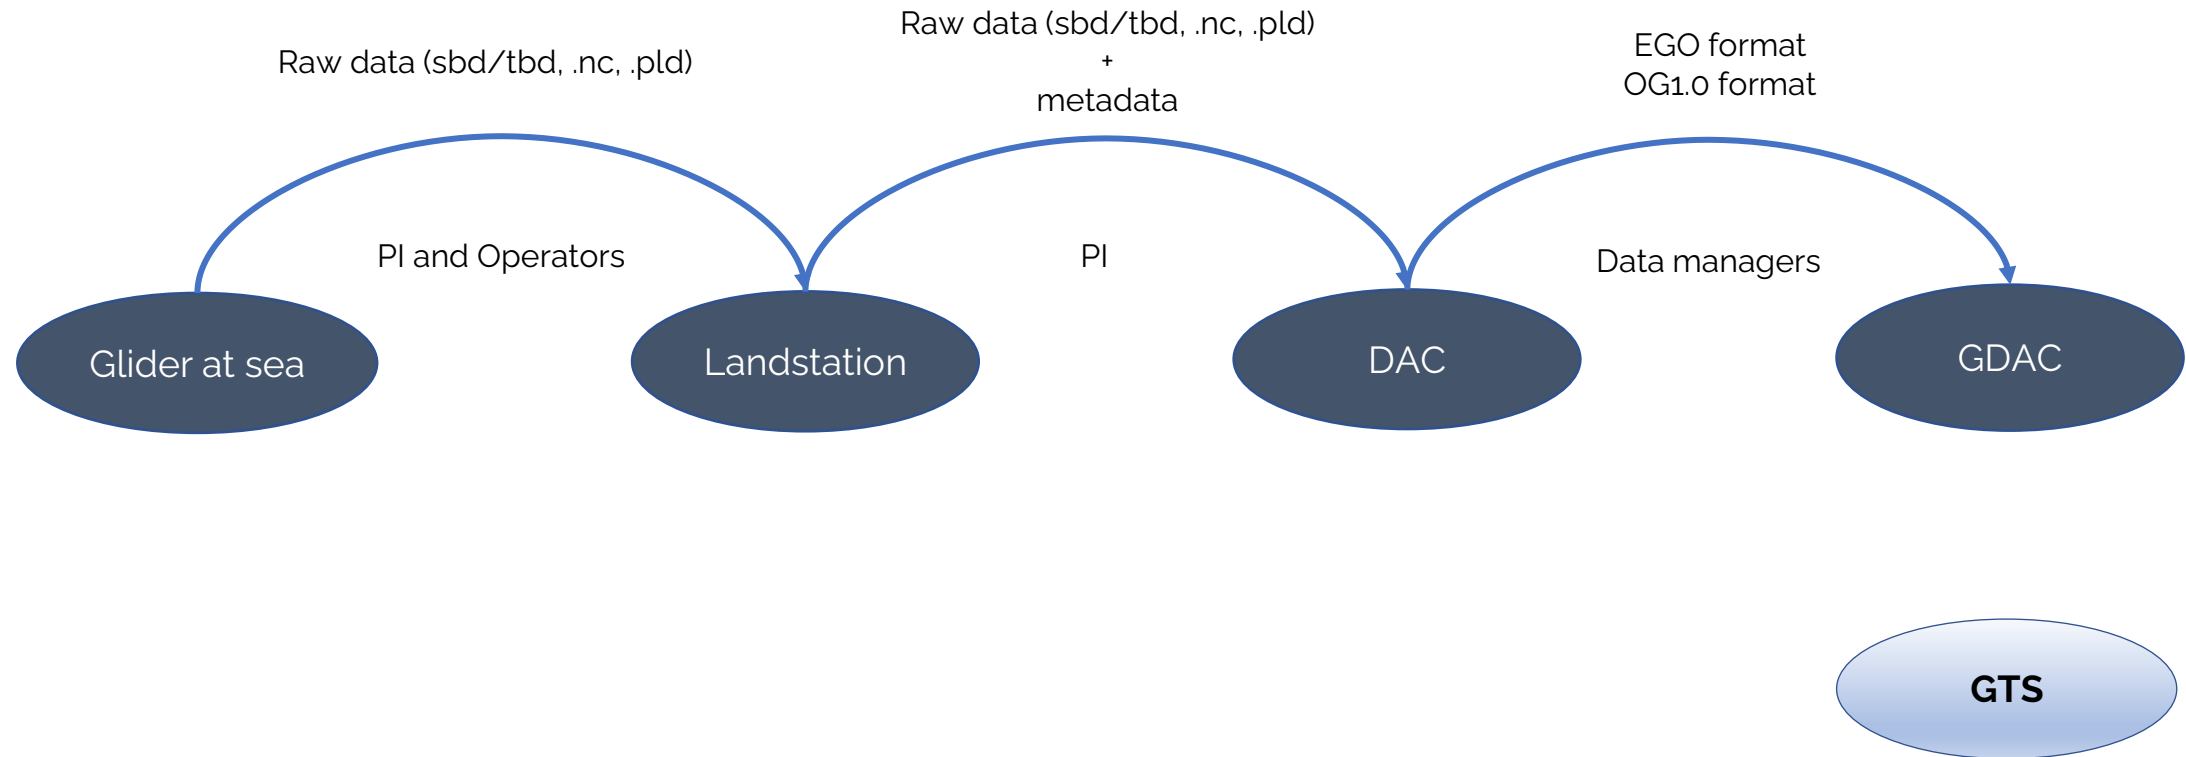 Raw data (sbd/tbd, .nc, .pld)
Raw data (sbd/tbd, .nc, .pld)
+
metadata
EGO format
OG1.0 format
PI and Operators
PI
Data managers
Glider at sea
Landstation
DAC
GDAC
GTS